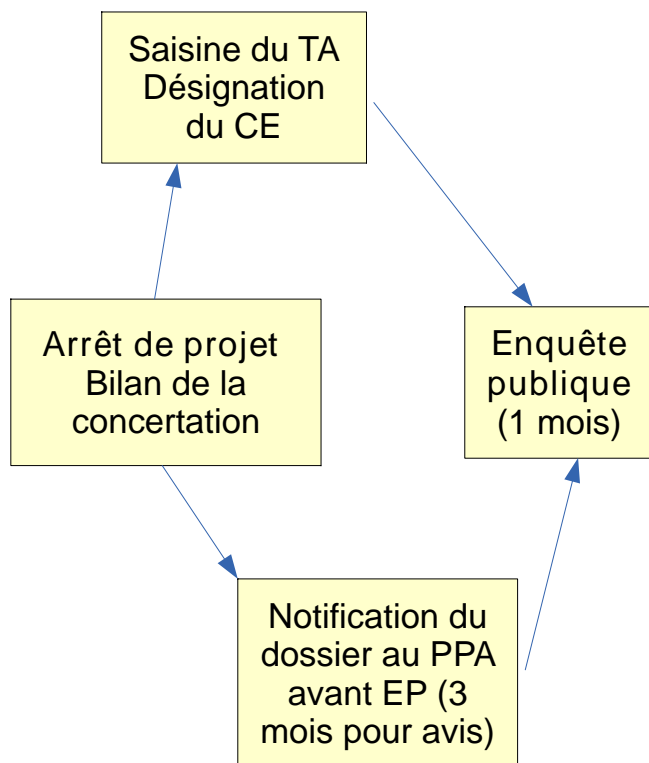 Saisine du TA
Désignation
du CE
Arrêt de projet
Bilan de la
concertation
Enquête
publique
(1 mois)
Notification du
dossier au PPA
avant EP (3
mois pour avis)